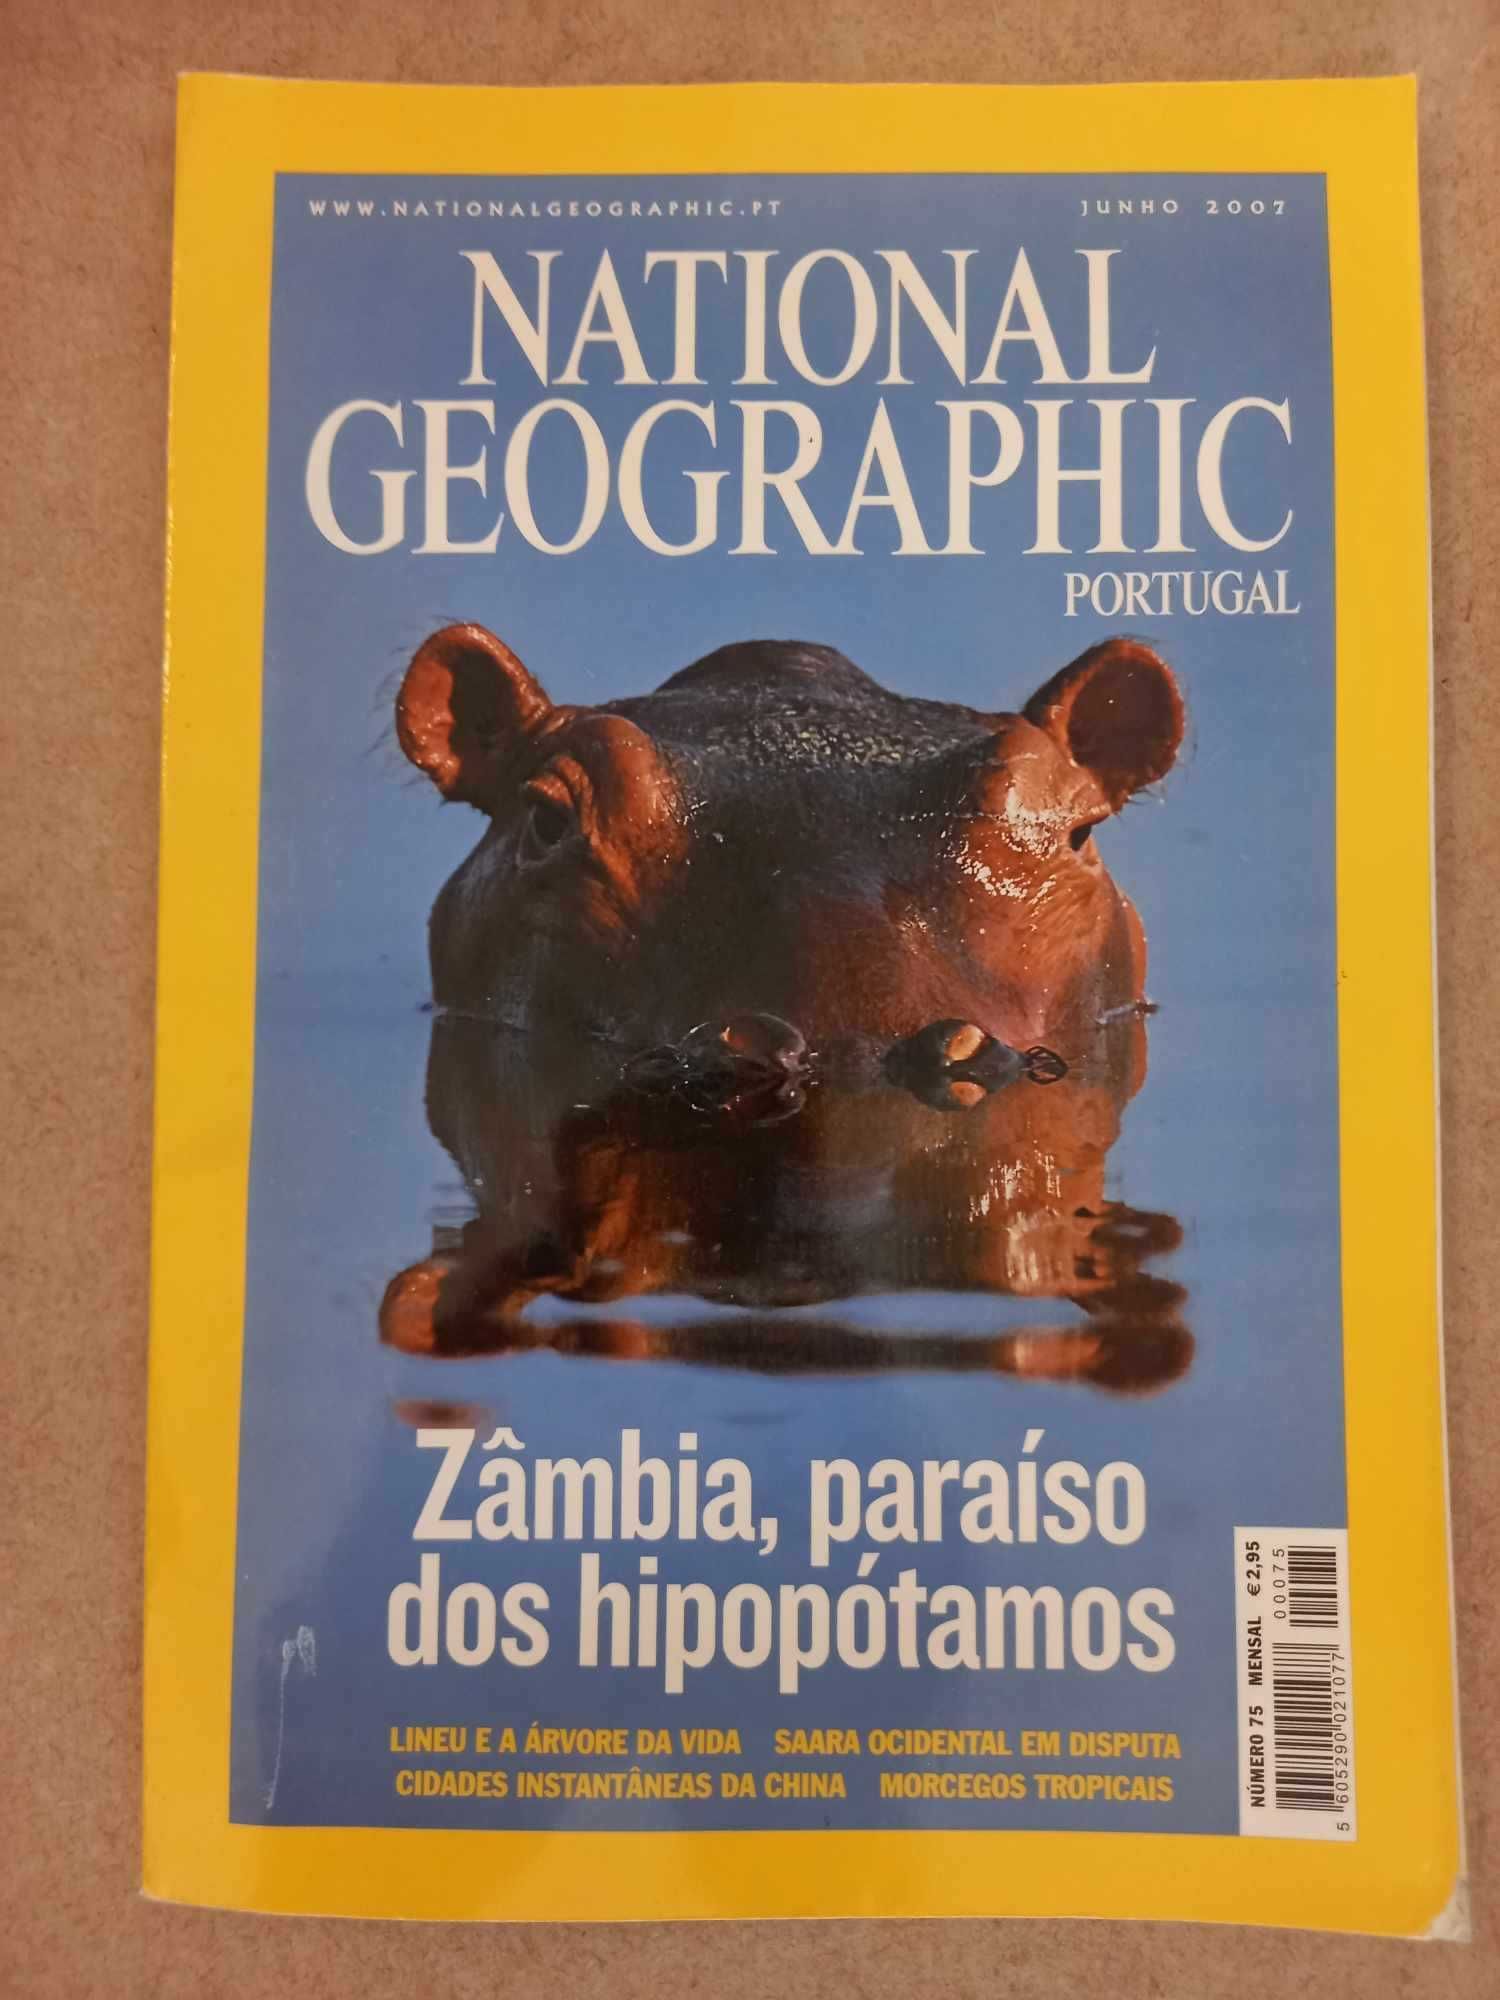 WWW.NATIONALGEOGRAPHIC.PT JUNHO 2007
NATIONAL
GEOGRAPHIC
PORTUGAL
Zâmbia, paraíso
dos hipopótamos
LINEU E A ÁRVORE DA VIDA SAARA OCIDENTAL EM DISPUTA
CIDADES INSTANTÂNEAS DA CHINA MORCEGOS TROPICAIS
NÚMERO 75 MENSAL € 2,95
00075
5 605290 021077